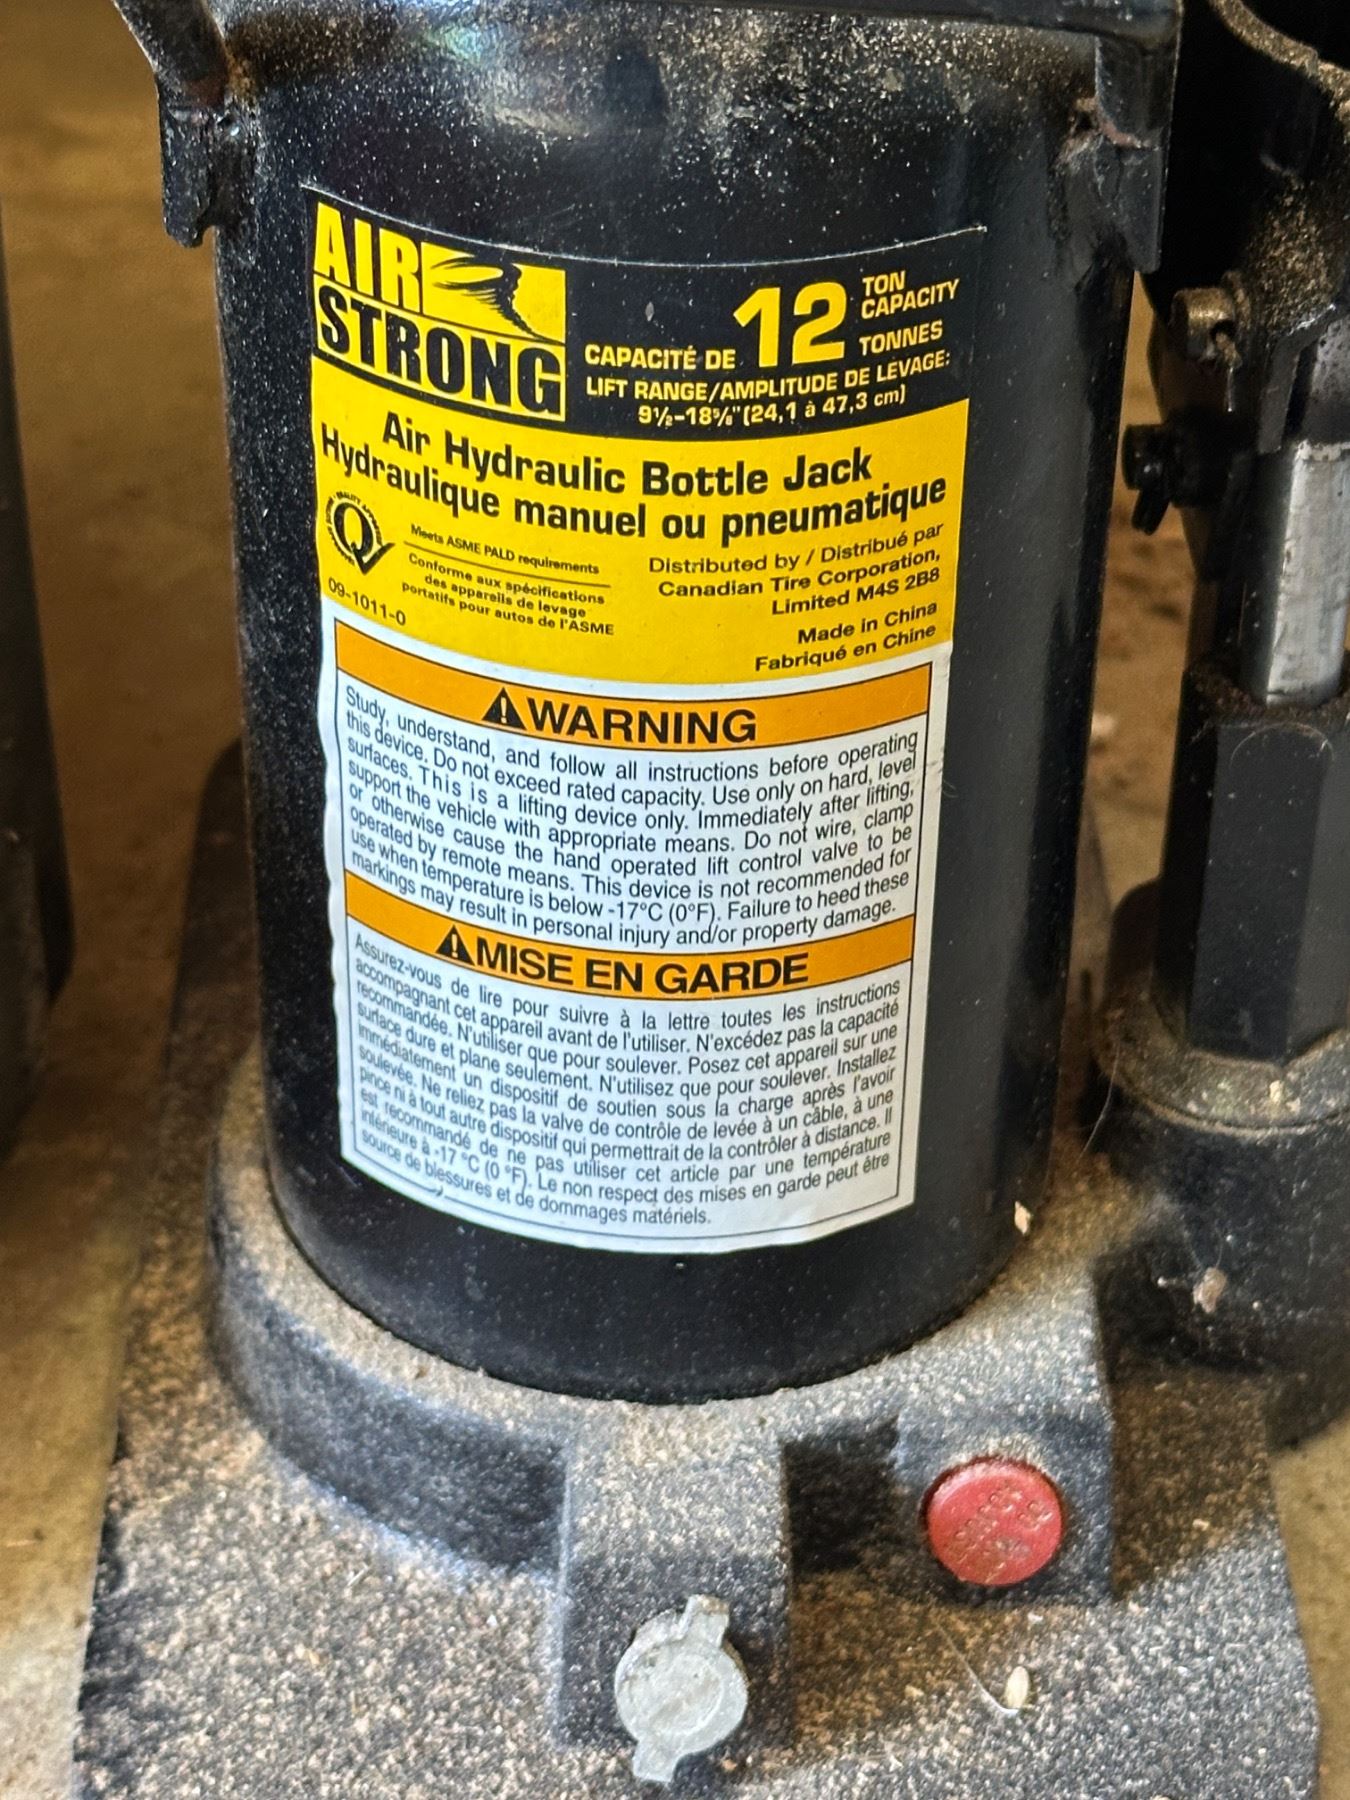 AIR
STRONG
CAPACITÉ DE 12 TON CAPACITY
TONNES
LIFT RANGE/AMPLITUDE DE LEVAGE:
9½-18⅝" (24,1 à 47,3 cm)
Air Hydraulic Bottle Jack
Hydraulique manuel ou pneumatique
Q
Meets ASME PALD requirements
Conforme aux spécifications
des appareils de levage
portatifs pour autos de l'ASME
09-1011-0
Distributed by / Distribué par
Canadian Tire Corporation,
Limited M4S 2B8
Made in China
Fabriqué en Chine
WARNING
Study, understand, and follow all instructions before operating
this device. Do not exceed rated capacity. Use only on hard, level
surfaces. This is a lifting device only. Immediately after lifting,
support the vehicle with appropriate means. Do not wire, clamp
or otherwise cause the hand operated lift control valve to be
operated by remote means. This device is not recommended for
use when temperature is below -17°C (0°F). Failure to heed these
markings may result in personal injury and/or property damage.
MISE EN GARDE
Assurez-vous de lire pour suivre à la lettre toutes les instructions
accompagnant cet appareil avant de l'utiliser. N'excédez pas la capacité
recommandée. N'utiliser que pour soulever. Posez cet appareil sur une
surface dure et plane seulement. N'utilisez que pour soulever. Installez
immédiatement un dispositif de soutien sous la charge après l'avoir
soulevée. Ne reliez pas la valve de contrôle de levée à un câble, à une
pince ni à tout autre dispositif qui permettrait de la contrôler à distance. Il
est recommandé de ne pas utiliser cet article par une température
inférieure à -17 °C (0 °F). Le non respect des mises en garde peut être
source de blessures et de dommages matériels.